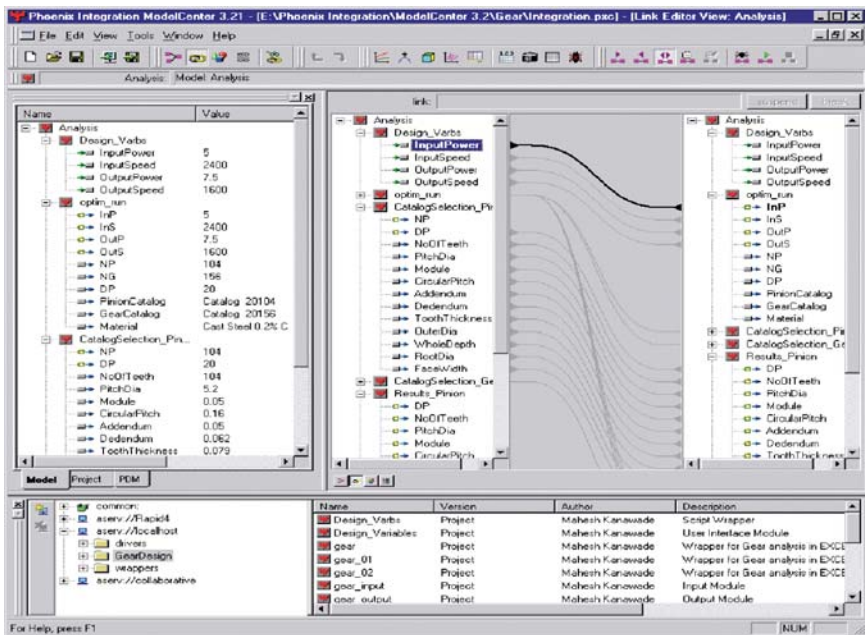 Phoenix Integration ModelCenter 3.21 - [E:\Phoenix Integration\ModelCenter 3.2\Gear\Integration.pxc] - [Link Editor View: Analysis]
File Edit View Tools Window Help
Analysis: Model.Analysis
Name Value
Analysis
Design_Varbs
InputPower 5
InputSpeed 2400
OutputPower 7.5
OutputSpeed 1600
optim_run
InP 5
InS 2400
OutP 7.5
OutS 1600
NP 104
NG 156
DP 20
PinionCatalog Catalog 20104
GearCatalog Catalog 20156
Material Cast Steel 0.2% C
CatalogSelection_Pin...
NP 104
DP 20
NoOfTeeth 104
PitchDia 5.2
Module 0.05
CircularPitch 0.16
Addendum 0.05
Dedendum 0.062
ToothThickness 0.079
Model Project PDM
link:
suspend break
Analysis
Design_Varbs
InputPower
InputSpeed
OutputPower
OutputSpeed
optim_run
CatalogSelection_Pin
NP
DP
NoOfTeeth
PitchDia
Module
CircularPitch
Addendum
Dedendum
ToothThickness
OuterDia
WholeDepth
RootDia
FaceWidth
CatalogSelection_Ge
Results_Pinion
DP
NoOfTeeth
PitchDia
Module
CircularPitch
Analysis
Design_Varbs
InputPower
InputSpeed
OutputPower
OutputSpeed
optim_run
InP
InS
OutP
OutS
NP
NG
DP
PinionCatalog
GearCatalog
Material
CatalogSelection_Pin
CatalogSelection_Ge
Results_Pinion
DP
NoOfTeeth
PitchDia
Module
CircularPitch
Addendum
Dedendum
ToothThickness
common:
aserv://Rapid4
aserv://localhost
drivers
GearDesign
wrappers
aserv://collaborative
Name Version Author Description
Design_Varbs Project Mahesh Kanawade Script Wrapper
Design_Variables Project Mahesh Kanawade User Interface Module
gear Project Mahesh Kanawade Wrapper for Gear analysis in EXCE
gear_01 Project Mahesh Kanawade Wrapper for Gear analysis in EXCE
gear_02 Project Mahesh Kanawade Wrapper for Gear analysis in EXCE
gear_input Project Mahesh Kanawade Input Module
gear_output Project Mahesh Kanawade Output Module
For Help, press F1
NUM